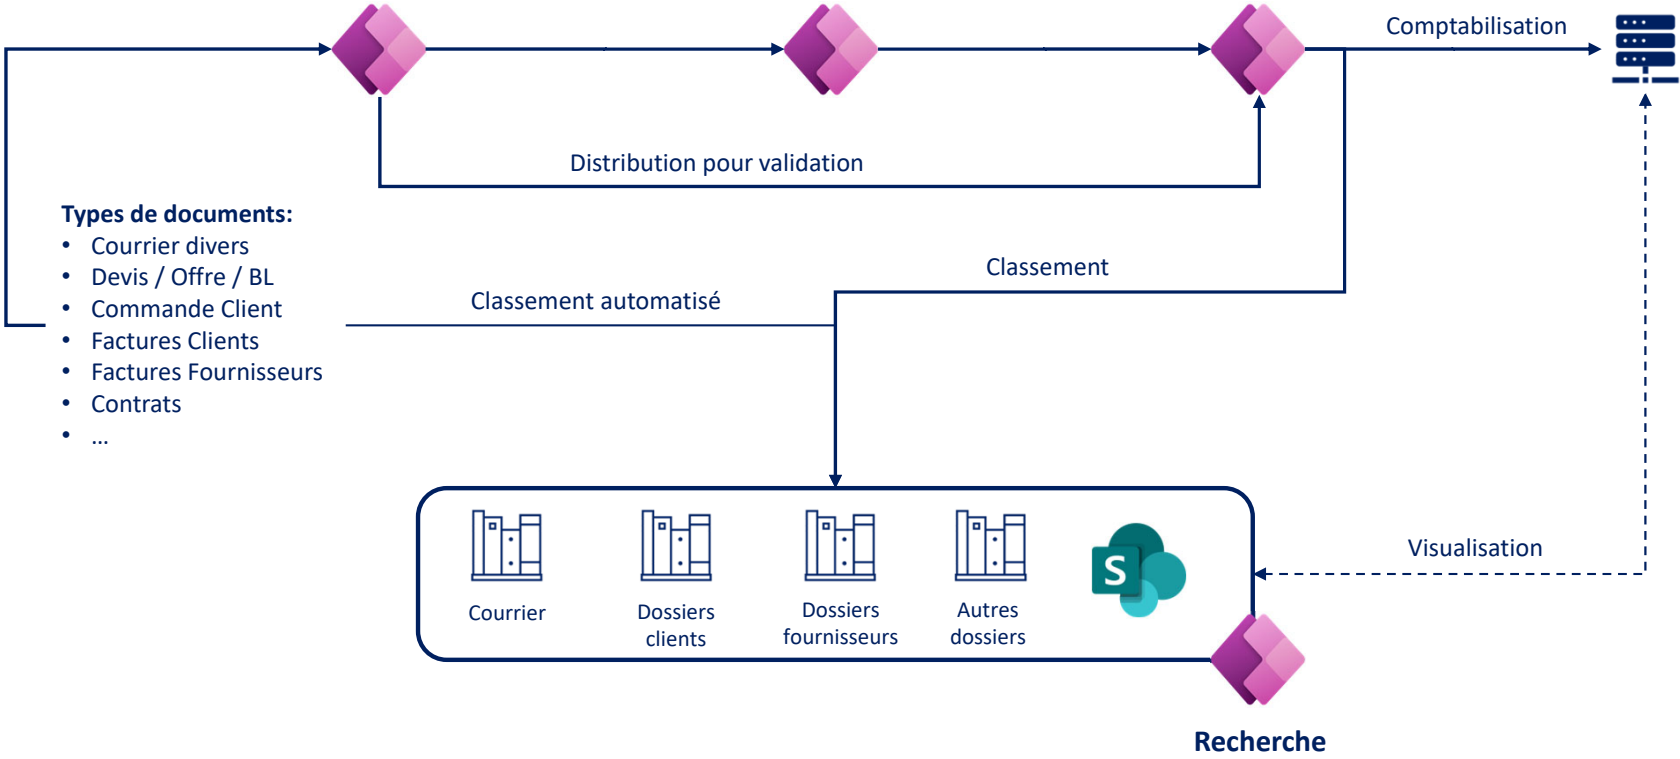 Comptabilisation
Distribution pour validation
Types de documents:
• Courrier divers
• Devis / Offre / BL
• Commande Client
• Factures Clients
• Factures Fournisseurs
• Contrats
• ...
Classement automatisé
Classement
Visualisation
Courrier
Dossiers
clients
Dossiers
fournisseurs
Autres
dossiers
S
Recherche